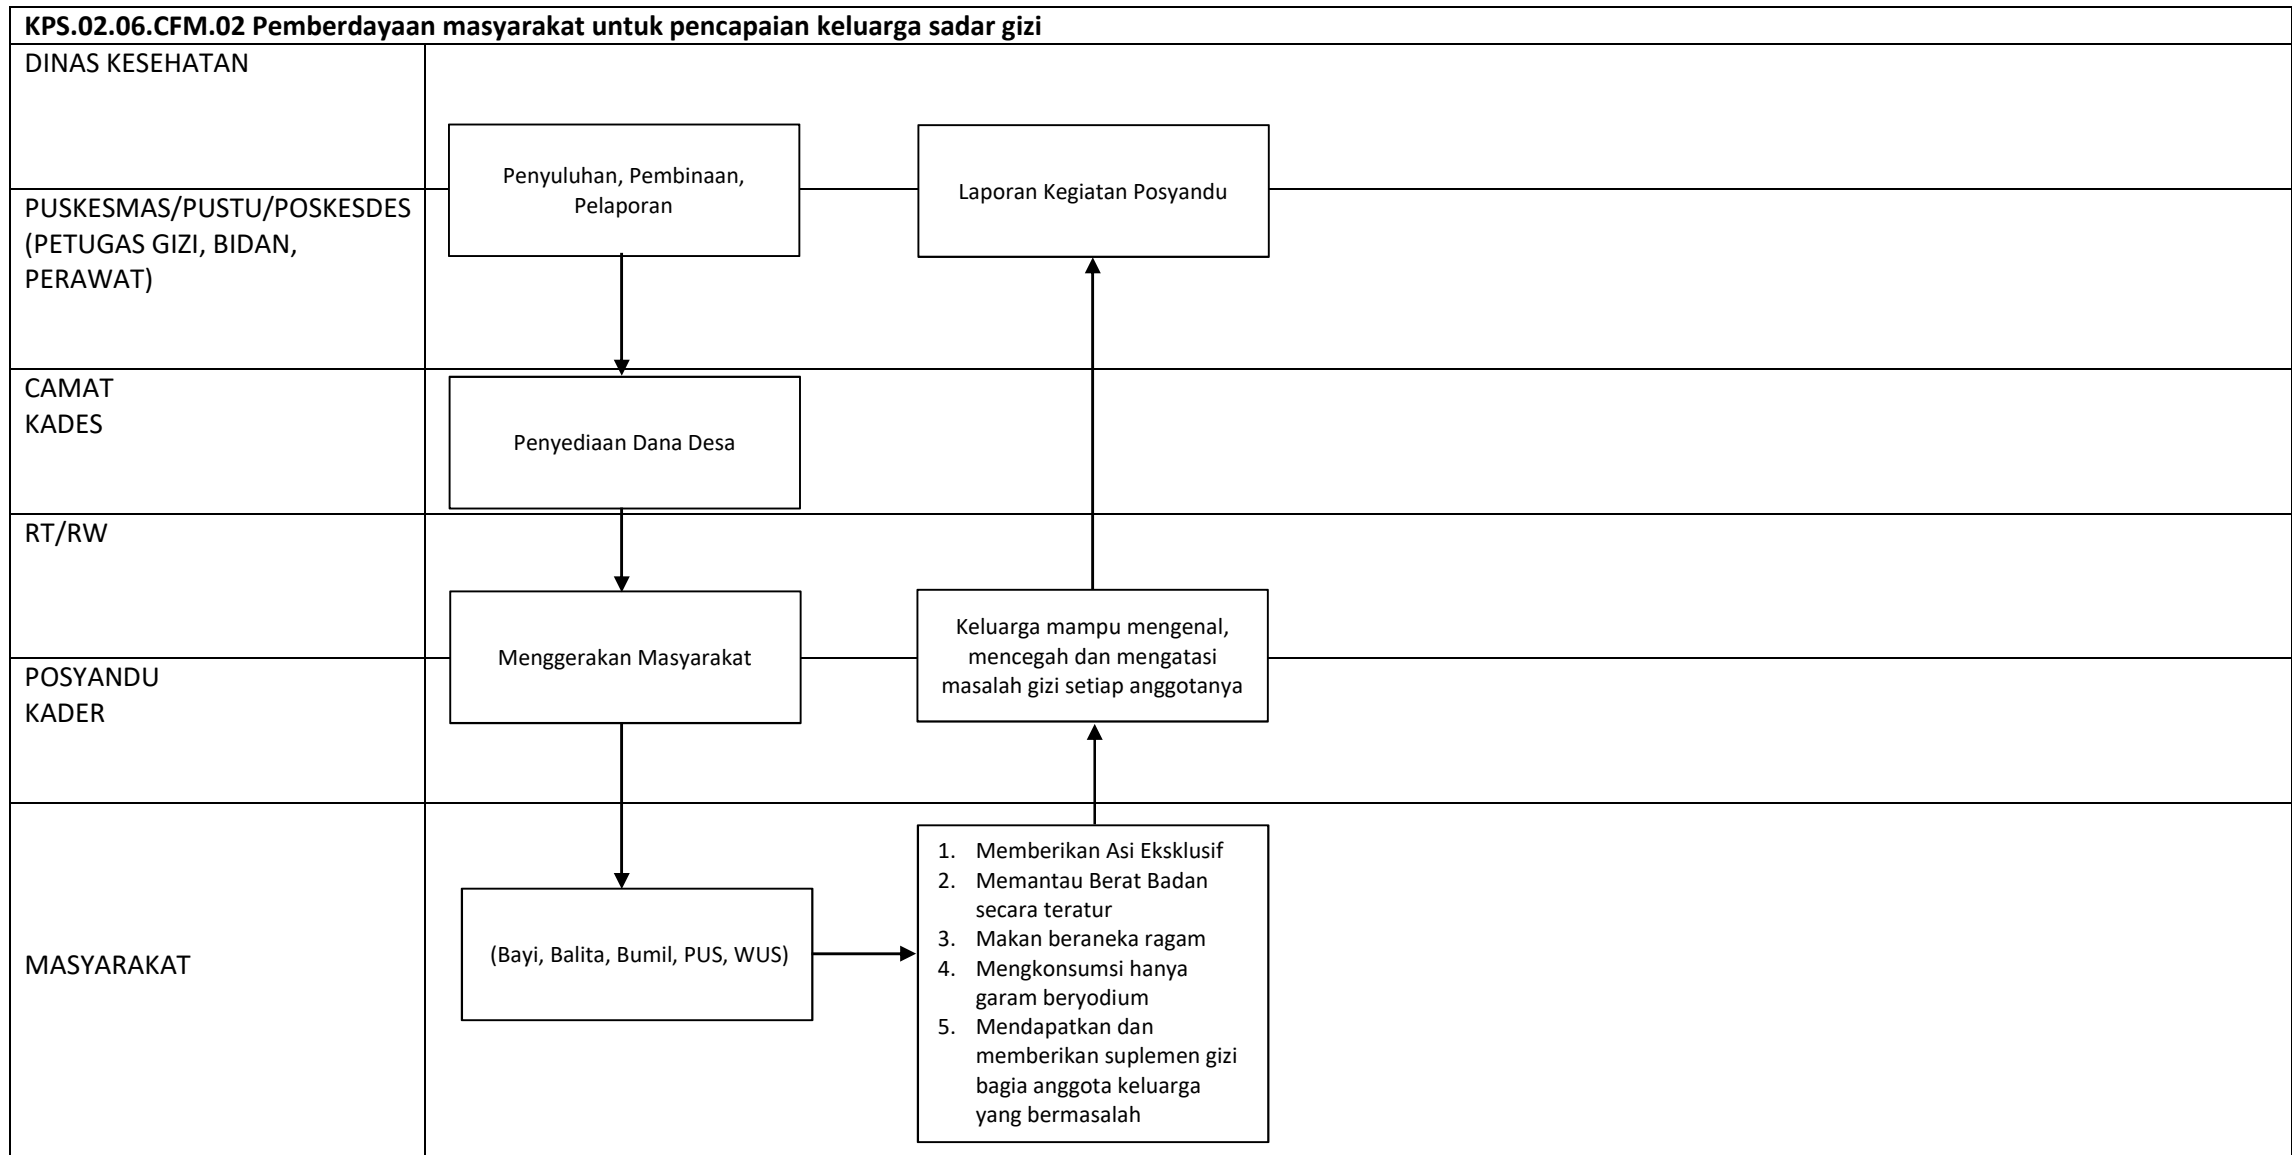 KPS.02.06.CFM.02 Pemberdayaan masyarakat untuk pencapaian keluarga sadar gizi
DINAS KESEHATAN
Penyuluhan, Pembinaan,
Pelaporan
Laporan Kegiatan Posyandu
PUSKESMAS/PUSTU/POSKESDES
(PETUGAS GIZI, BIDAN,
PERAWAT)
CAMAT
KADES
Penyediaan Dana Desa
RT/RW
Menggerakan Masyarakat
Keluarga mampu mengenal,
mencegah dan mengatasi
masalah gizi setiap anggotanya
POSYANDU
KADER
MASYARAKAT
(Bayi, Balita, Bumil, PUS, WUS)
1. Memberikan Asi Eksklusif
2. Memantau Berat Badan
secara teratur
3. Makan beraneka ragam
4. Mengkonsumsi hanya
garam beryodium
5. Mendapatkan dan
memberikan suplemen gizi
bagia anggota keluarga
yang bermasalah